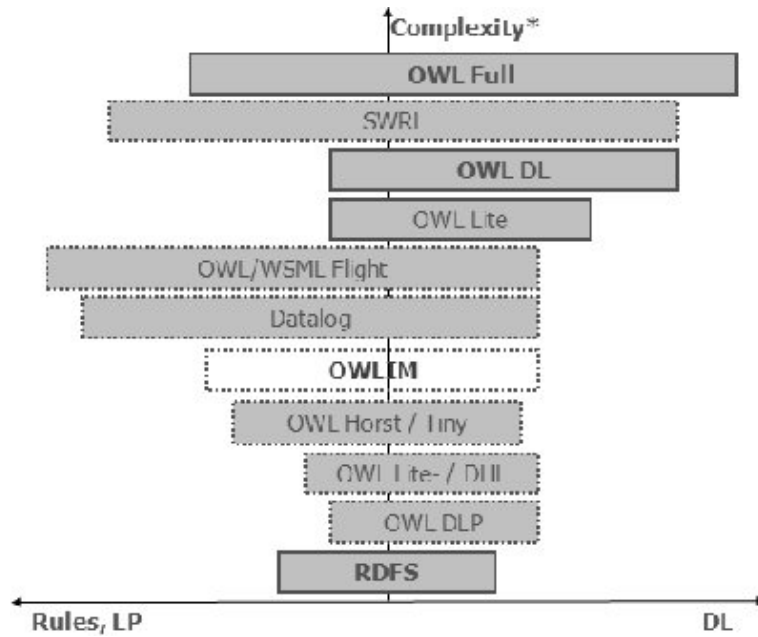 Complexity*
OWL Full
SWRL
OWL DL
OWL Lite
OWL/WSML Flight
Datalog
OWLIM
OWL Horst / Tiny
OWL Lite- / DHL
OWL DLP
RDFS
Rules, LP
DL